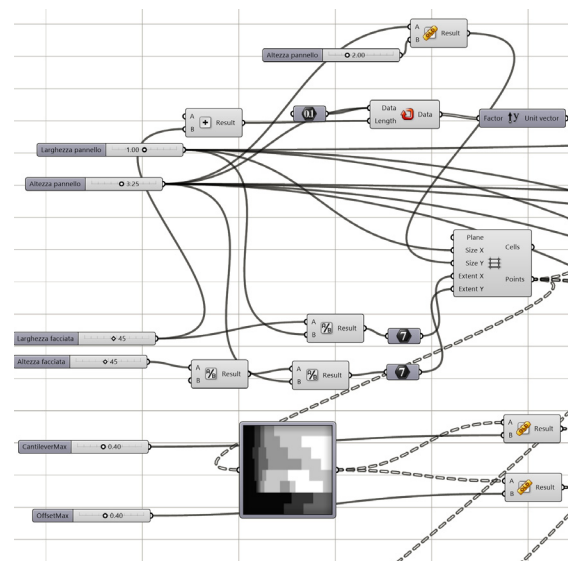 A
B
Result
Altezza pannello
2.00
0.1
Data
Length
Data
Factor
y
Unit vector
A
B
Result
Larghezza pannello
1.00
Altezza pannello
3.25
Plane
Size X
Size Y
Extent X
Extent Y
Cells
Points
Larghezza facciata
45
A
B
A/B
Result
7
Altezza facciata
45
A
B
A/B
Result
A
B
A/B
Result
7
CantileverMax
0.40
A
B
Result
OffsetMax
0.40
A
B
Result